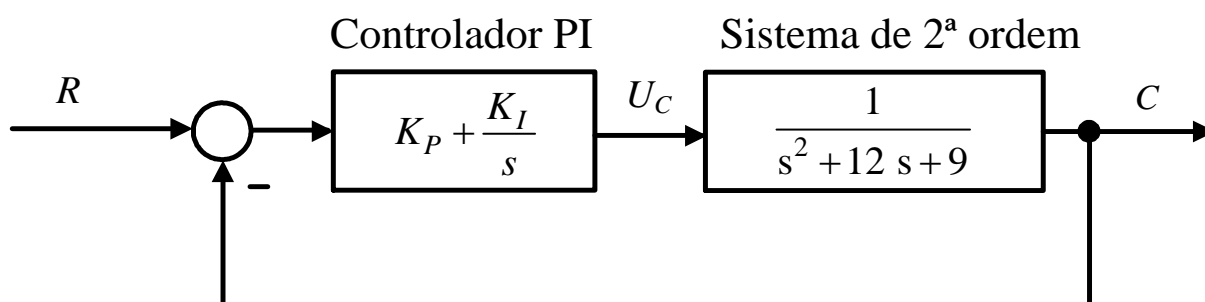 Controlador PI
Sistema de 2ª ordem
R
K_P + K_I/s
U_C
1/(s^2 + 12 s + 9)
C
−